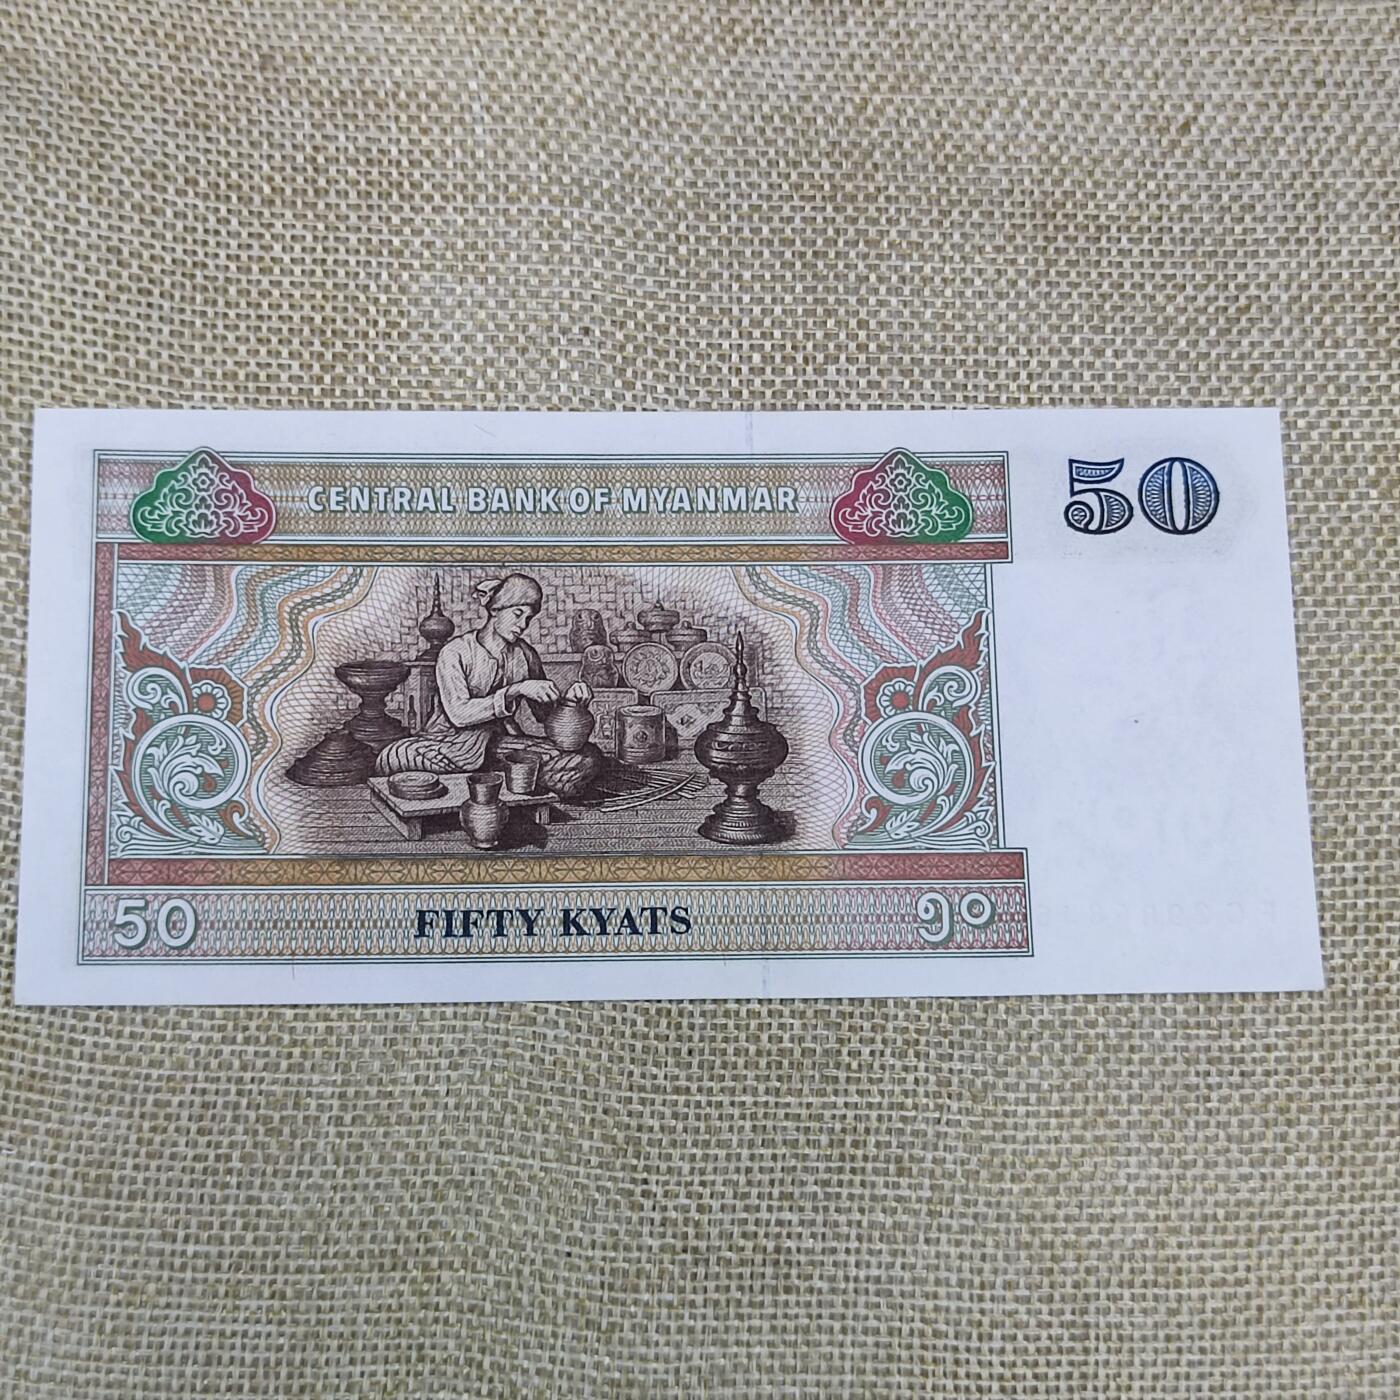 CENTRAL BANK OF MYANMAR
50
50 FIFTY KYATS ၅၀